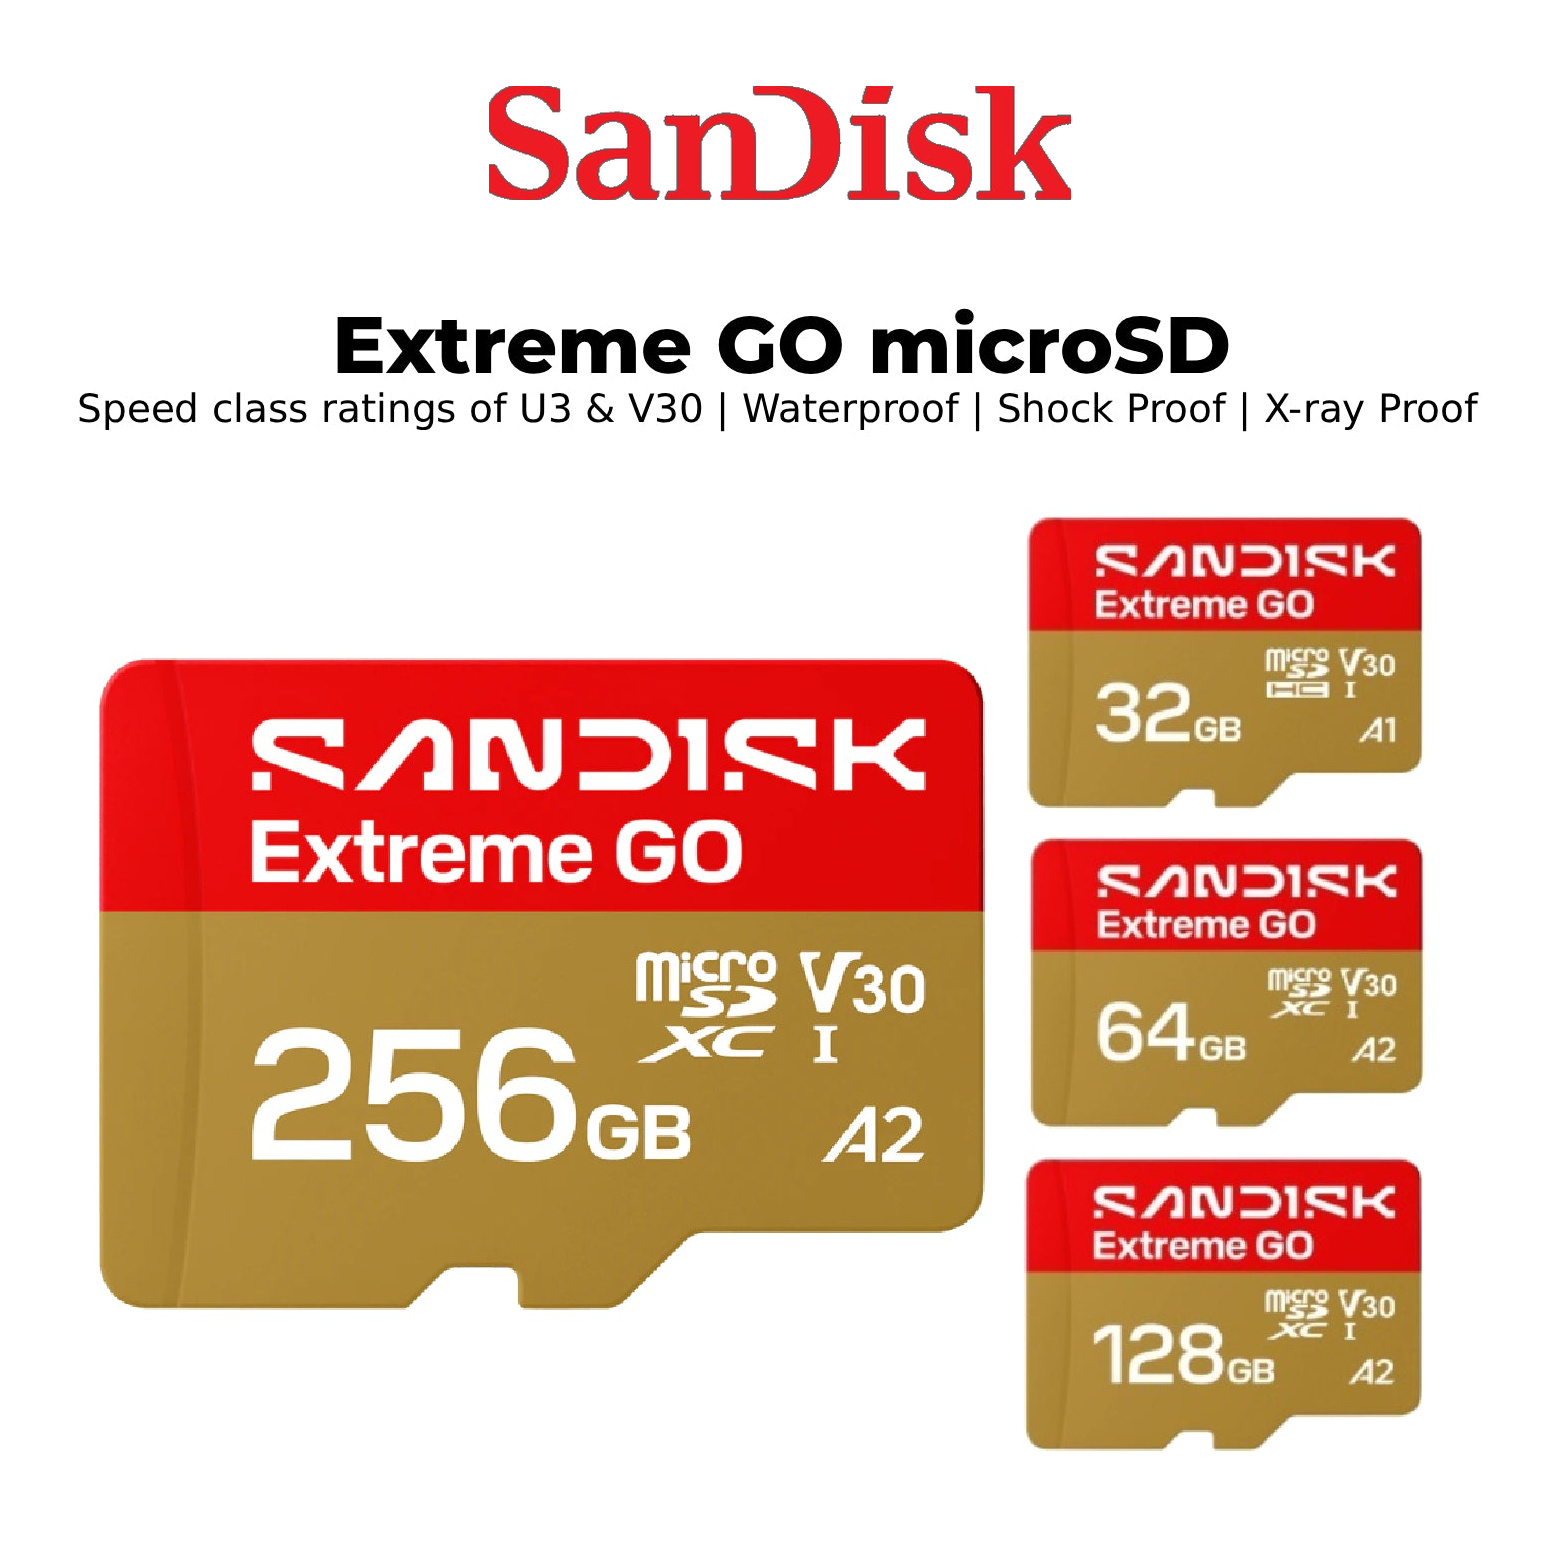 SanDisk
Extreme GO microSD
Speed class ratings of U3 & V30 | Waterproof | Shock Proof | X-ray Proof
SANDISK
Extreme GO
micro SD XC V30 I
256GB
A2
SANDISK
Extreme GO
micro SD HC V30 I
32GB
A1
SANDISK
Extreme GO
micro SD XC V30 I
64GB
A2
SANDISK
Extreme GO
micro SD XC V30 I
128GB
A2